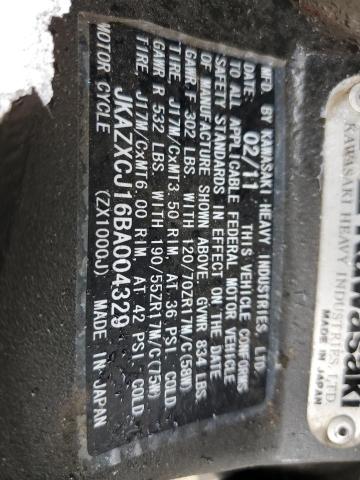 MFD. BY KAWASAKI HEAVY INDUSTRIES, LTD.
DATE: 02/11 THIS VEHICLE CONFORMS
TO ALL APPLICABLE FEDERAL MOTOR VEHICLE
SAFETY STANDARDS IN EFFECT ON THE DATE
OF MANUFACTURE SHOWN ABOVE. GVWR 834 LBS.
GAWR F 302 LBS. WITH 120/70ZR17M/C(58W)
TIRE, J17M/CxMT3.50 RIM. AT 36 PSI. COLD
GAWR R 532 LBS. WITH 190/55ZR17M/C(75W)
TIRE, J17M/CxMT6.00 RIM. AT 42 PSI. COLD
JKAZXCJ16BA004329
MOTOR CYCLE (ZX1000J) MADE IN JAPAN
Kawasaki
KAWASAKI HEAVY INDUSTRIES, LTD.
MADE IN JAPAN